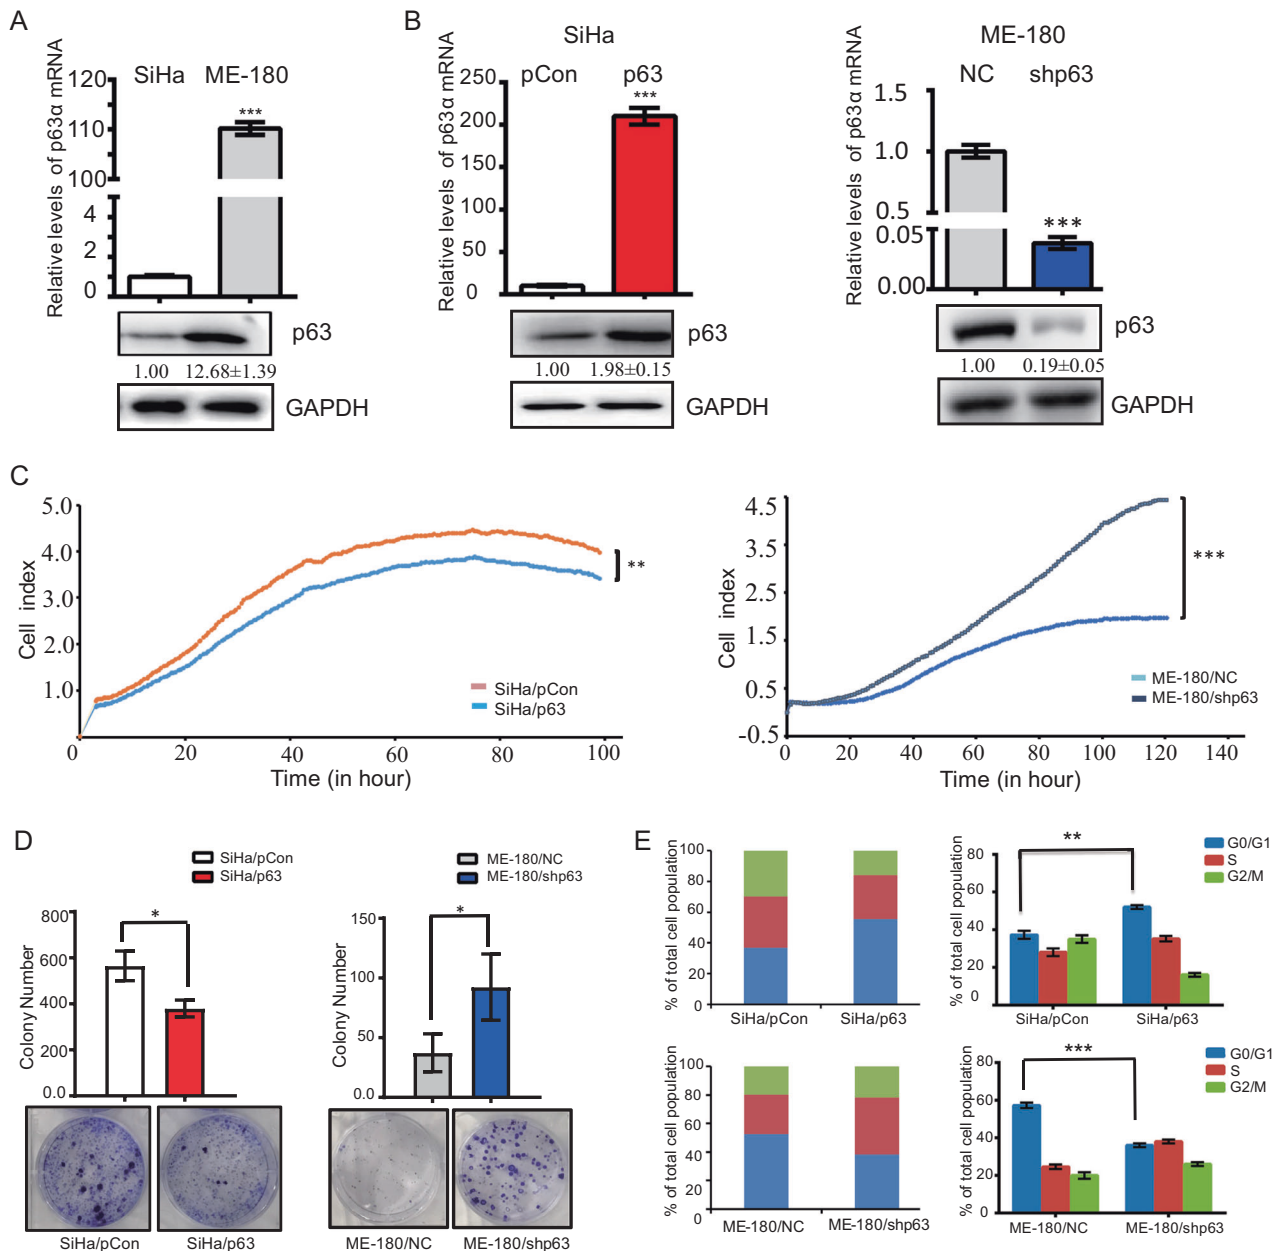 A
Relative levels of p63α mRNA
SiHa ME-180
120
110
100
4
2
0
***
p63
1.00 12.68±1.39
GAPDH
B
SiHa
Relative levels of p63α mRNA
pCon p63
250
200
150
100
50
0
***
p63
1.00 1.98±0.15
GAPDH
ME-180
Relative levels of p63α mRNA
NC shp63
1.5
1.0
0.5
0.05
0.00
***
p63
1.00 0.19±0.05
GAPDH
C
Cell index
5.0
4.0
3.0
2.0
1.0
0 20 40 60 80 100
Time (in hour)
**
SiHa/pCon
SiHa/p63
Cell index
4.5
3.5
2.5
1.5
0.5
-0.5
0 20 40 60 80 100 120 140
Time (in hour)
***
ME-180/NC
ME-180/shp63
D
SiHa/pCon
SiHa/p63
Colony Number
800
600
400
200
0.0
*
SiHa/pCon SiHa/p63
ME-180/NC
ME-180/shp63
Colony Number
150
100
50
0.0
*
ME-180/NC ME-180/shp63
E
% of total cell population
100
80
60
40
20
0
SiHa/pCon SiHa/p63
% of total cell population
80
60
40
20
0
**
G0/G1
S
G2/M
SiHa/pCon SiHa/p63
% of total cell population
100
80
60
40
20
0
ME-180/NC ME-180/shp63
% of total cell population
80
60
40
20
0
***
G0/G1
S
G2/M
ME-180/NC ME-180/shp63